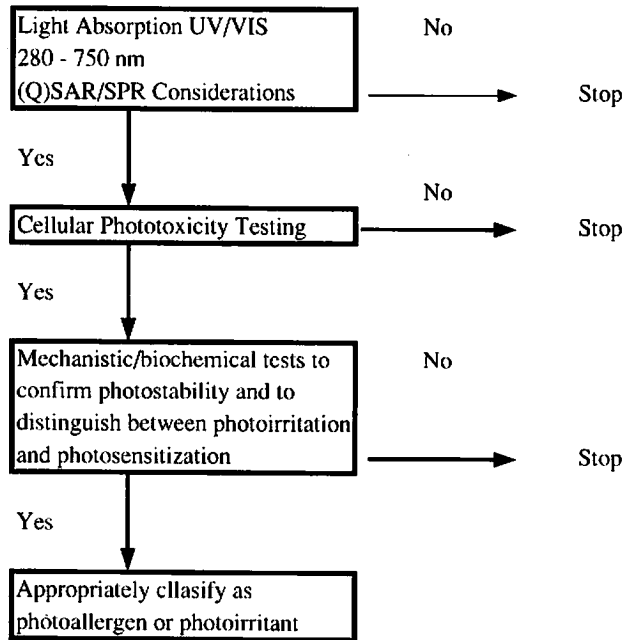 Light Absorption UV/VIS
280 - 750 nm
(Q)SAR/SPR Considerations
No
Stop
Yes
Cellular Phototoxicity Testing
No
Stop
Yes
Mechanistic/biochemical tests to
confirm photostability and to
distinguish between photoirritation
and photosensitization
No
Stop
Yes
Appropriately cllasify as
photoallergen or photoirritant